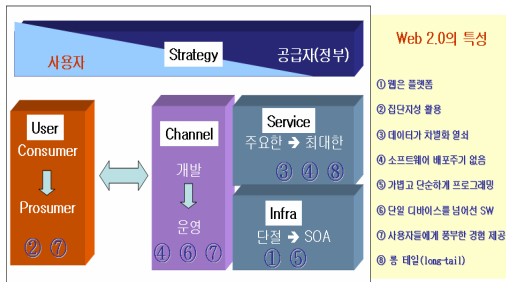 사용자
Strategy
공급자(정부)
User
Consumer
Prosumer
② ⑦
Channel
개발
운영
④ ⑥ ⑦
Service
주요한 → 최대한
③ ④ ⑧
Infra
단절 → SOA
① ⑤
Web 2.0의 특성
① 웹은 플랫폼
② 집단지성 활용
③ 데이터가 차별화 열쇠
④ 소프트웨어 배포주기 없음
⑤ 가볍고 단순하게 프로그래밍
⑥ 단일 디바이스를 넘어선 SW
⑦ 사용자들에게 풍부한 경험 제공
⑧ 롱 테일(long-tail)